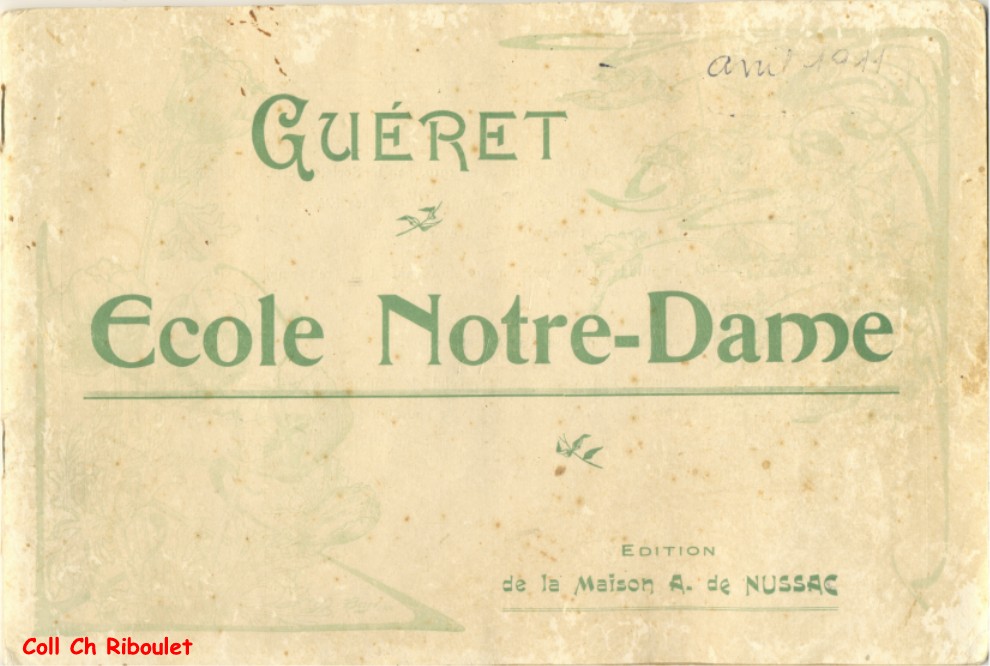 avril 1911
GUÉRET
Ecole Notre-Dame
EDITION
de la Maison A. de NUSSAC
Coll Ch Riboulet